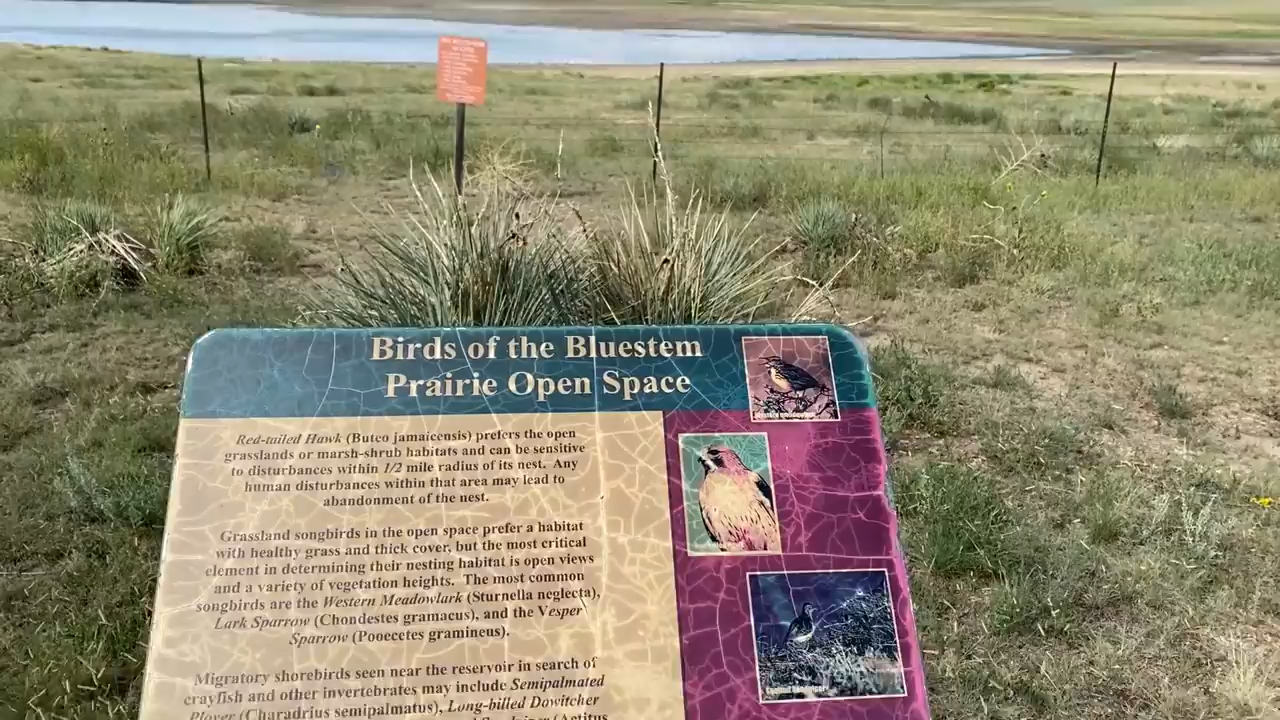 Birds of the Bluestem
Prairie Open Space
Red-tailed Hawk (Buteo jamaicensis) prefers the open
grasslands or marsh-shrub habitats and can be sensitive
to disturbances within 1/2 mile radius of its nest. Any
human disturbances within that area may lead to
abandonment of the nest.
Grassland songbirds in the open space prefer a habitat
with healthy grass and thick cover, but the most critical
element in determining their nesting habitat is open views
and a variety of vegetation heights. The most common
songbirds are the Western Meadowlark (Sturnella neglecta),
Lark Sparrow (Chondestes gramacus), and the Vesper
Sparrow (Pooecetes gramineus).
Migratory shorebirds seen near the reservoir in search of
crayfish and other invertebrates may include Semipalmated
Plover (Charadrius semipalmatus), Long-billed Dowitcher
(Actitus